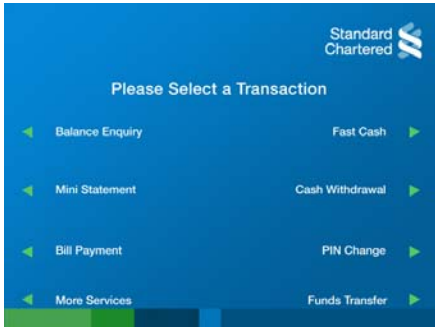 Standard
Chartered
Please Select a Transaction
Balance Enquiry
Fast Cash
Mini Statement
Cash Withdrawal
Bill Payment
PIN Change
More Services
Funds Transfer